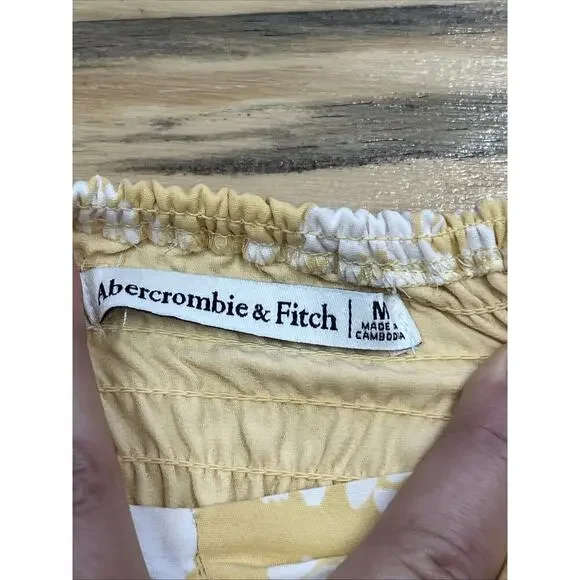 Abercrombie & Fitch | M
MADE IN
CAMBODIA